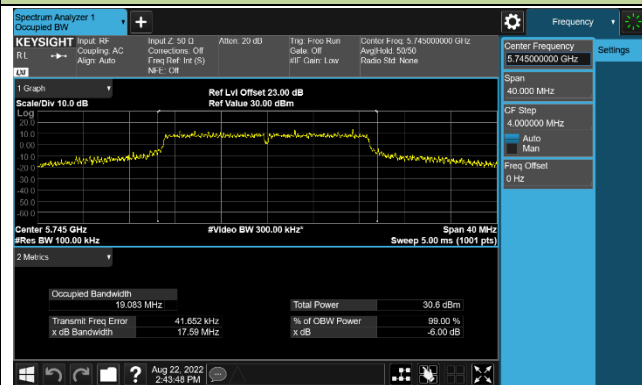 Spectrum Analyzer 1
Occupied BW
Frequency
KEYSIGHT
RL
LXI
Input: RF
Coupling: AC
Align: Auto
Input Z: 50 Ω
Corrections: Off
Freq Ref: Int (S)
NFE: Off
Atten: 20 dB
Trig: Free Run
Gate: Off
#IF Gain: Low
Center Freq: 5.745000000 GHz
Avg|Hold: 50/50
Radio Std: None
Center Frequency
5.745000000 GHz
Settings
Span
40.000 MHz
CF Step
4.000000 MHz
Auto
Man
Freq Offset
0 Hz
1 Graph
Scale/Div 10.0 dB
Ref Lvl Offset 23.00 dB
Ref Value 30.00 dBm
Log
20.0
10.0
0.00
-10.0
-20.0
-30.0
-40.0
-50.0
-60.0
Center 5.745 GHz
#Video BW 300.00 kHz*
Span 40 MHz
#Res BW 100.00 kHz
Sweep 5.00 ms (1001 pts)
2 Metrics
Occupied Bandwidth
19.083 MHz
Total Power 30.6 dBm
Transmit Freq Error 41.652 kHz
% of OBW Power 99.00 %
x dB Bandwidth 17.59 MHz
x dB -6.00 dB
Aug 22, 2022
2:43:48 PM